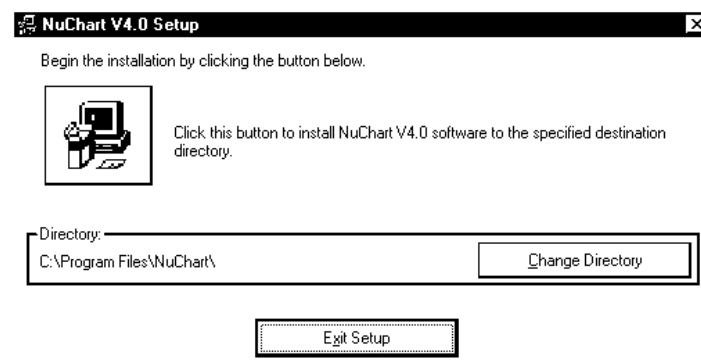 NuChart V4.0 Setup
Begin the installation by clicking the button below.
Click this button to install NuChart V4.0 software to the specified destination
directory.
Directory:
C:\Program Files\NuChart\
Change Directory
Exit Setup